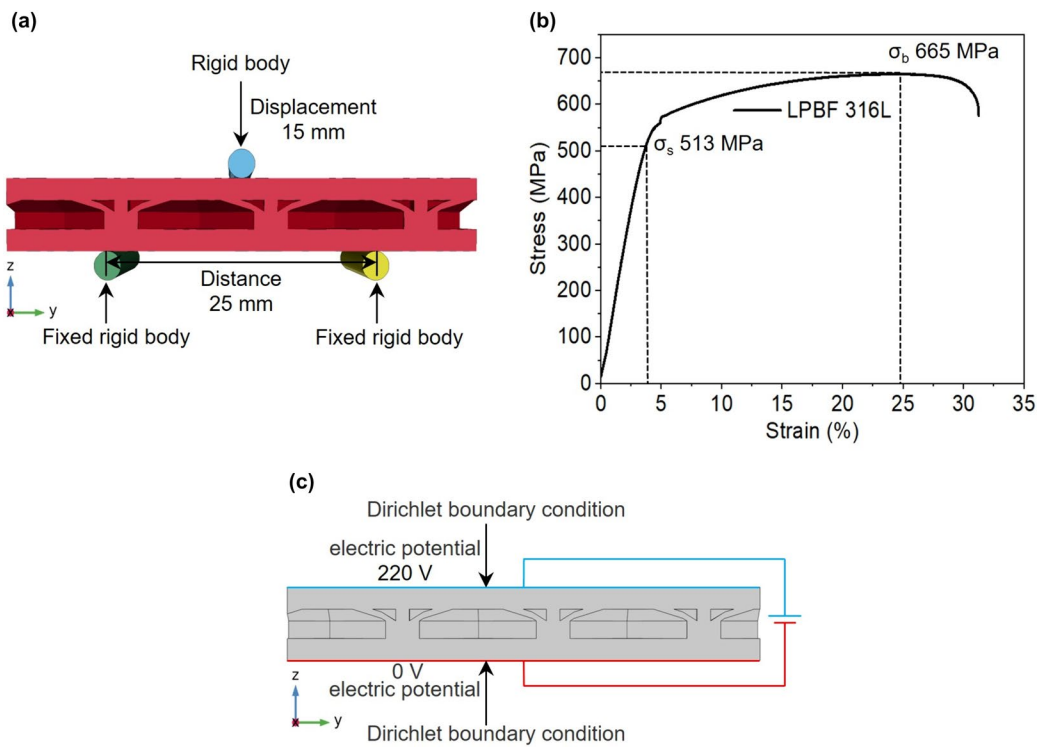 (a)
Rigid body
Displacement
15 mm
Distance
25 mm
z
y
x
Fixed rigid body
Fixed rigid body
(b)
σb 665 MPa
LPBF 316L
σs 513 MPa
700
600
500
400
300
200
100
0
Stress (MPa)
0 5 10 15 20 25 30 35
Strain (%)
(c)
Dirichlet boundary condition
electric potential
220 V
0 V
electric potential
z
y
x
Dirichlet boundary condition